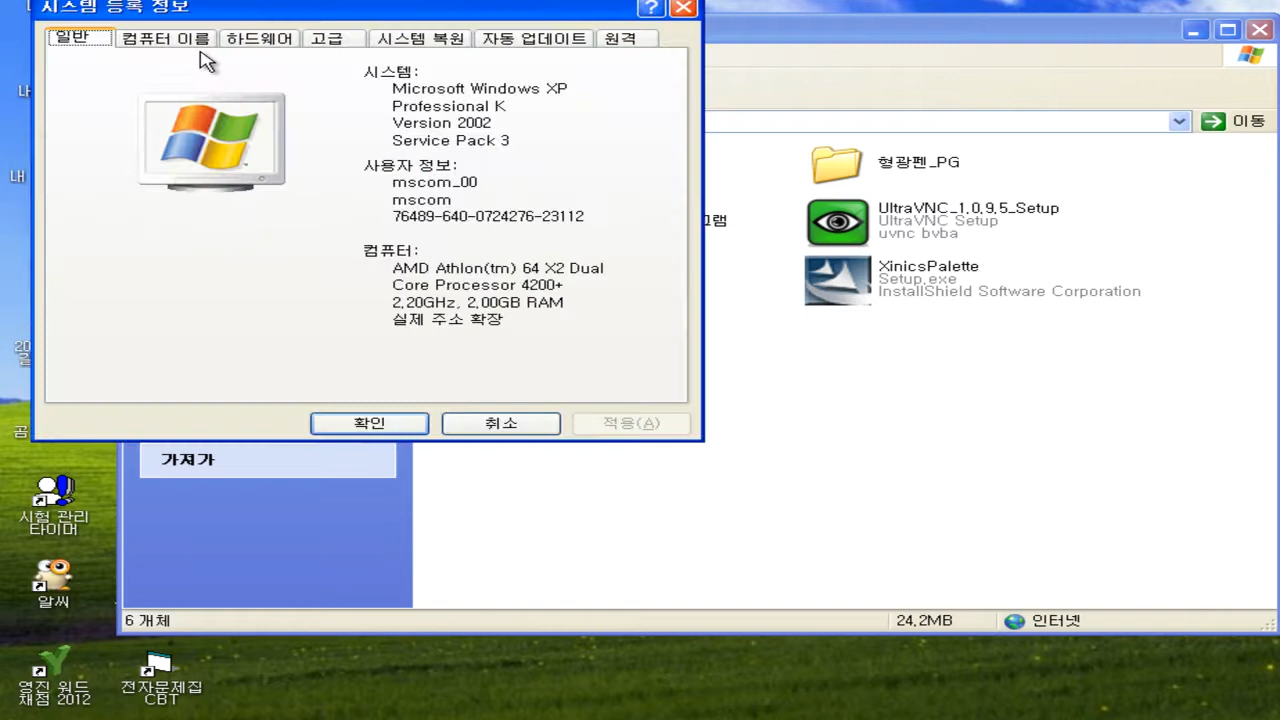 시스템 등록 정보
일반
컴퓨터 이름
하드웨어
고급
시스템 복원
자동 업데이트
원격
시스템:
Microsoft Windows XP
Professional K
Version 2002
Service Pack 3
사용자 정보:
mscom_00
mscom
76489-640-0724276-23112
컴퓨터:
AMD Athlon(tm) 64 X2 Dual
Core Processor 4200+
2.20GHz, 2.00GB RAM
실제 주소 확장
확인
취소
적용(A)
이동
형광펜_PG
UltraVNC_1.0.9.5_Setup
UltraVNC Setup
uvnc bvba
XinicsPalette
Setup.exe
InstallShield Software Corporation
6 개체
24.2MB
인터넷
시험 관리
타이머
알씨
영진 워드
채점 2012
전자문제집
CBT